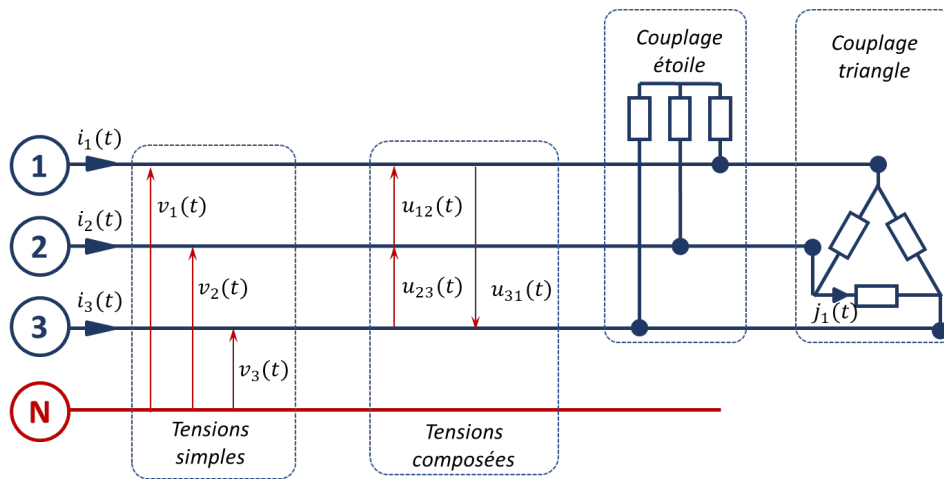 Couplage
étoile
Couplage
triangle
1
i₁(t)
v₁(t)
u₁₂(t)
2
i₂(t)
v₂(t)
u₂₃(t)
u₃₁(t)
3
i₃(t)
j₁(t)
v₃(t)
N
Tensions
simples
Tensions
composées